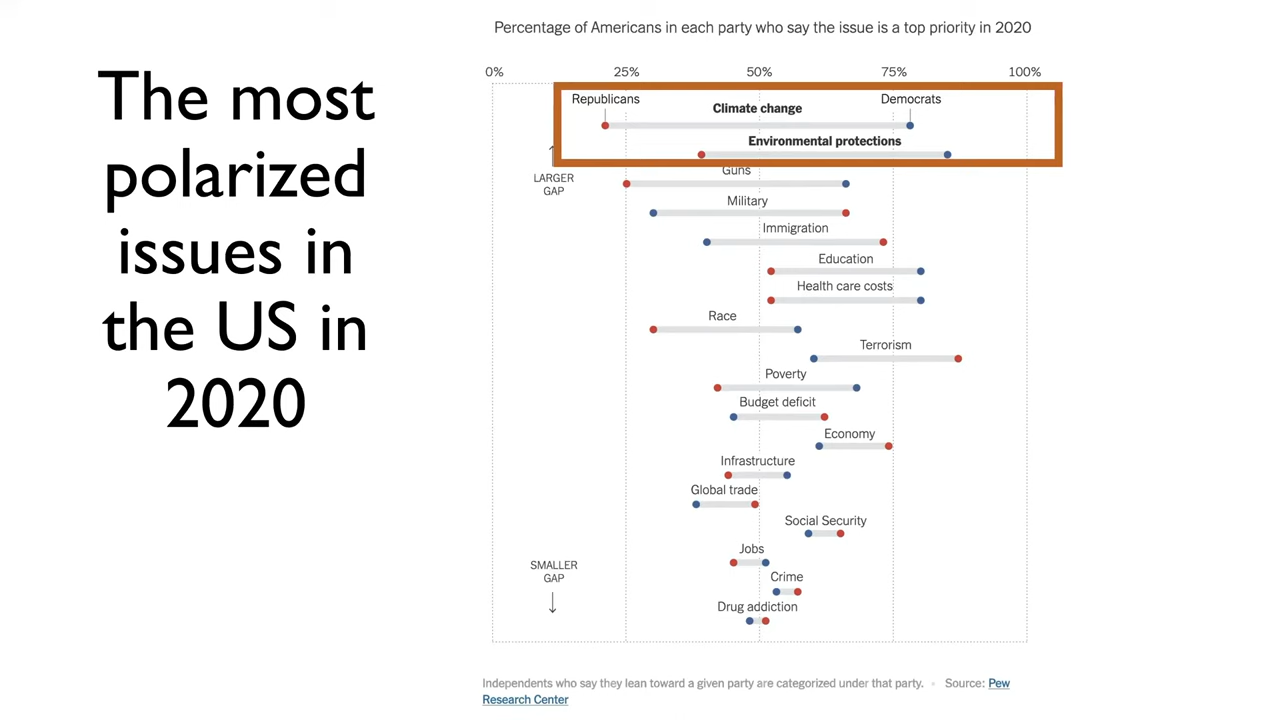 The most
polarized
issues in
the US in
2020
Percentage of Americans in each party who say the issue is a top priority in 2020
0% 25% 50% 75% 100%
Republicans Democrats
Climate change
Environmental protections
LARGER
GAP
Guns
Military
Immigration
Education
Health care costs
Race
Terrorism
Poverty
Budget deficit
Economy
Infrastructure
Global trade
Social Security
Jobs
SMALLER
GAP
Crime
Drug addiction
Independents who say they lean toward a given party are categorized under that party. • Source: Pew
Research Center